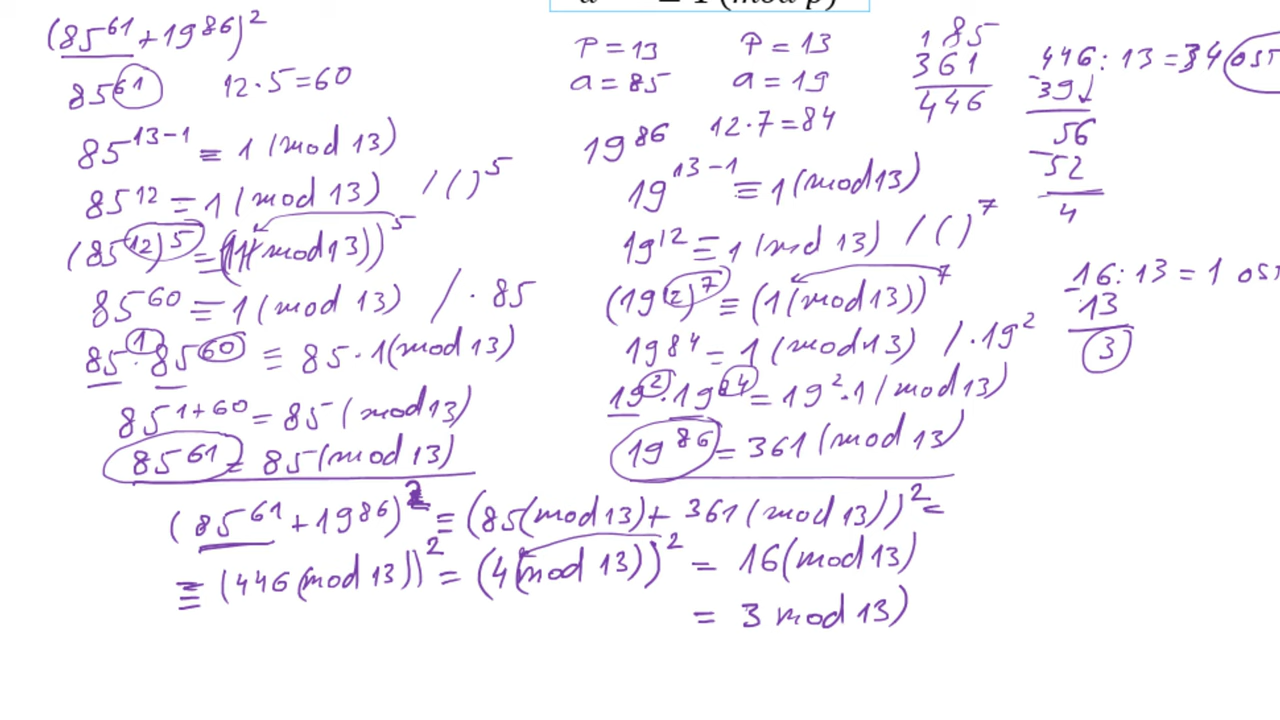 (85^61 + 19^86)^2
85^61 12·5=60
85^13-1 ≡ 1 (mod 13)
85^12 = 1 (mod 13) /( )^5
(85^12)^5 = (1(mod 13))^5
85^60 = 1 (mod 13) / ·85
85^1 · 85^60 ≡ 85·1(mod 13)
85^1+60 = 85 (mod 13)
85^61 = 85 (mod 13)
P = 13 P = 13
a = 85 a = 19
19^86 12·7=84
19^13-1 ≡ 1 (mod 13)
19^12 ≡ 1 (mod 13) /( )^7
(19^12)^7 ≡ (1(mod 13))^7
19^84 = 1 (mod 13) / ·19^2
19^2 · 19^84 = 19^2 · 1 (mod 13)
19^86 = 361 (mod 13)
1 85
361
446
446 : 13 = 34 ost
-39↓
56
-52
4
16 : 13 = 1 ost
13
3
(85^61 + 19^86)^2 ≡ (85(mod 13) + 361 (mod 13))^2 =
≡ (446 (mod 13))^2 = (4(mod 13))^2 = 16(mod 13)
= 3 mod 13)